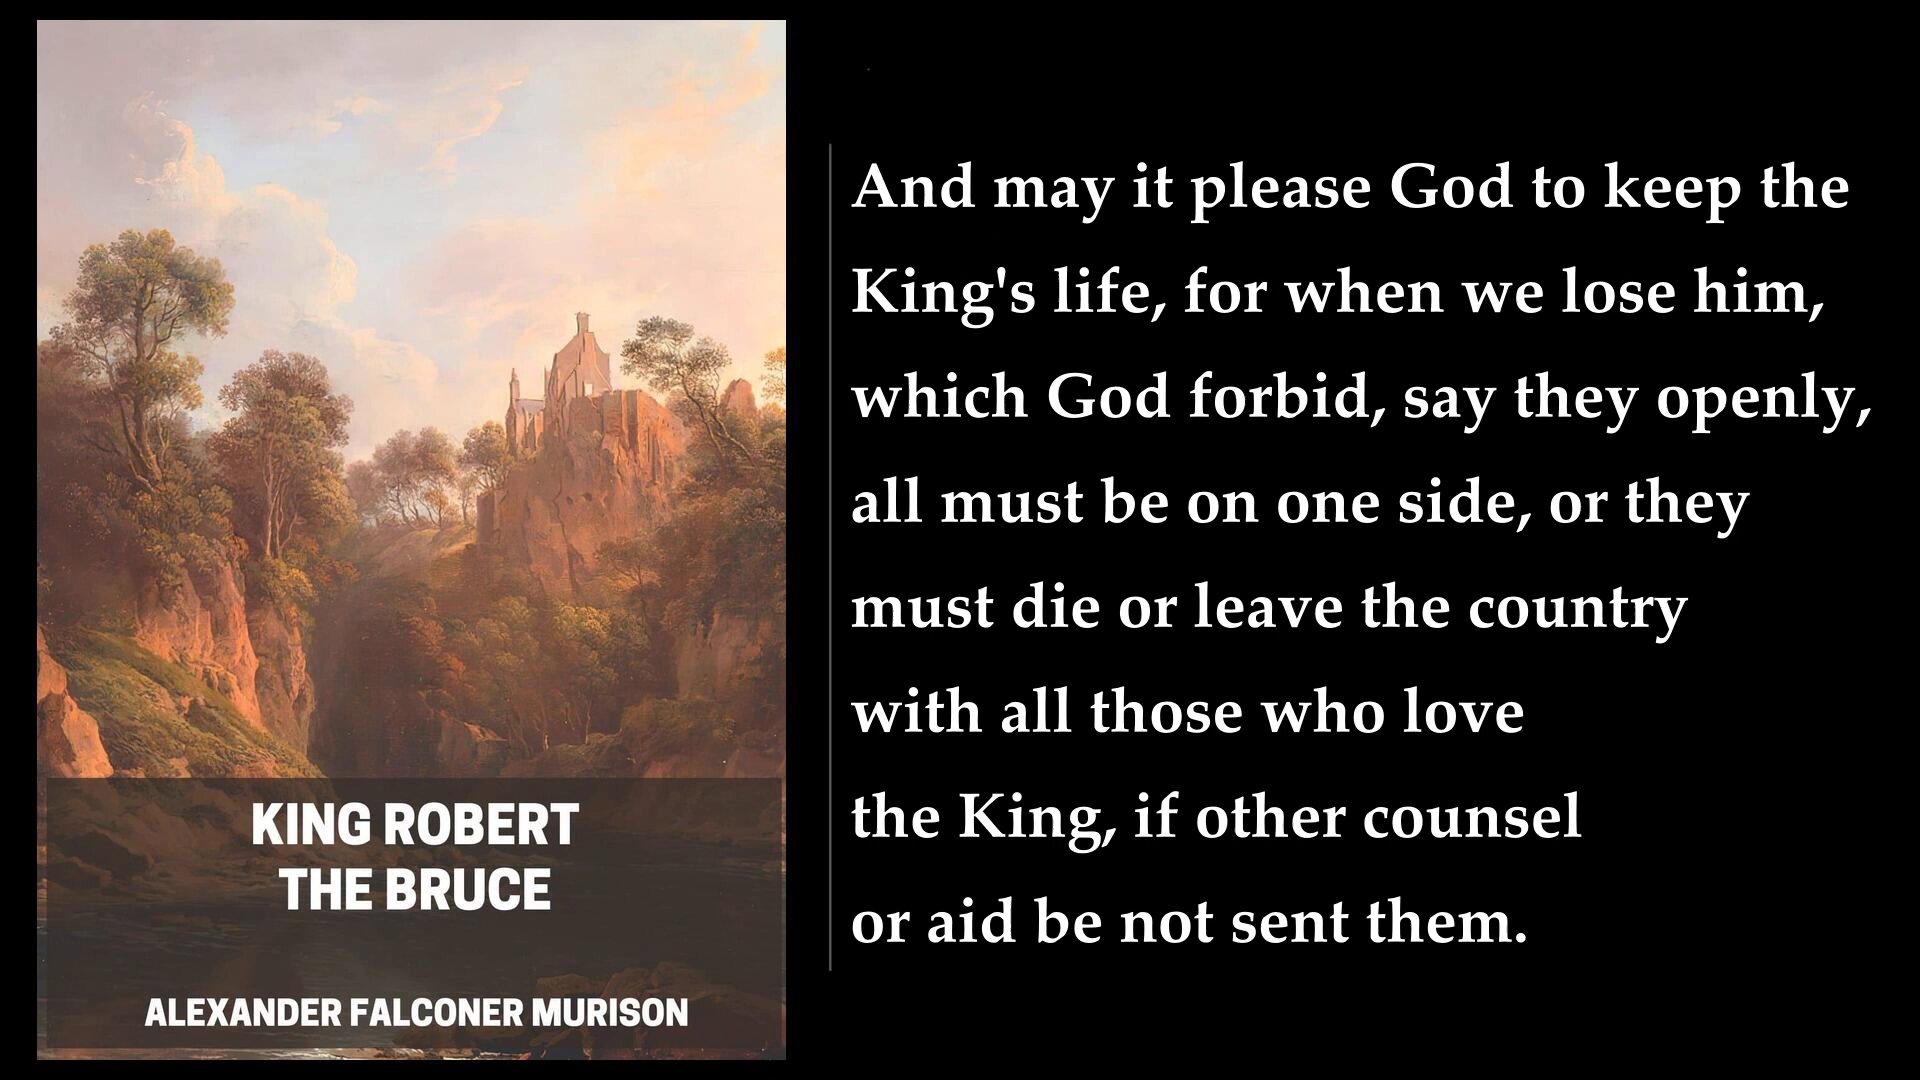 KING ROBERT
THE BRUCE
ALEXANDER FALCONER MURISON
And may it please God to keep the
King's life, for when we lose him,
which God forbid, say they openly,
all must be on one side, or they
must die or leave the country
with all those who love
the King, if other counsel
or aid be not sent them.